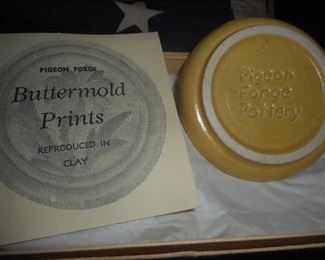 PIGEON FORGE
Buttermold
Prints
REPRODUCED IN
CLAY
Pigeon
Forge
Pottery